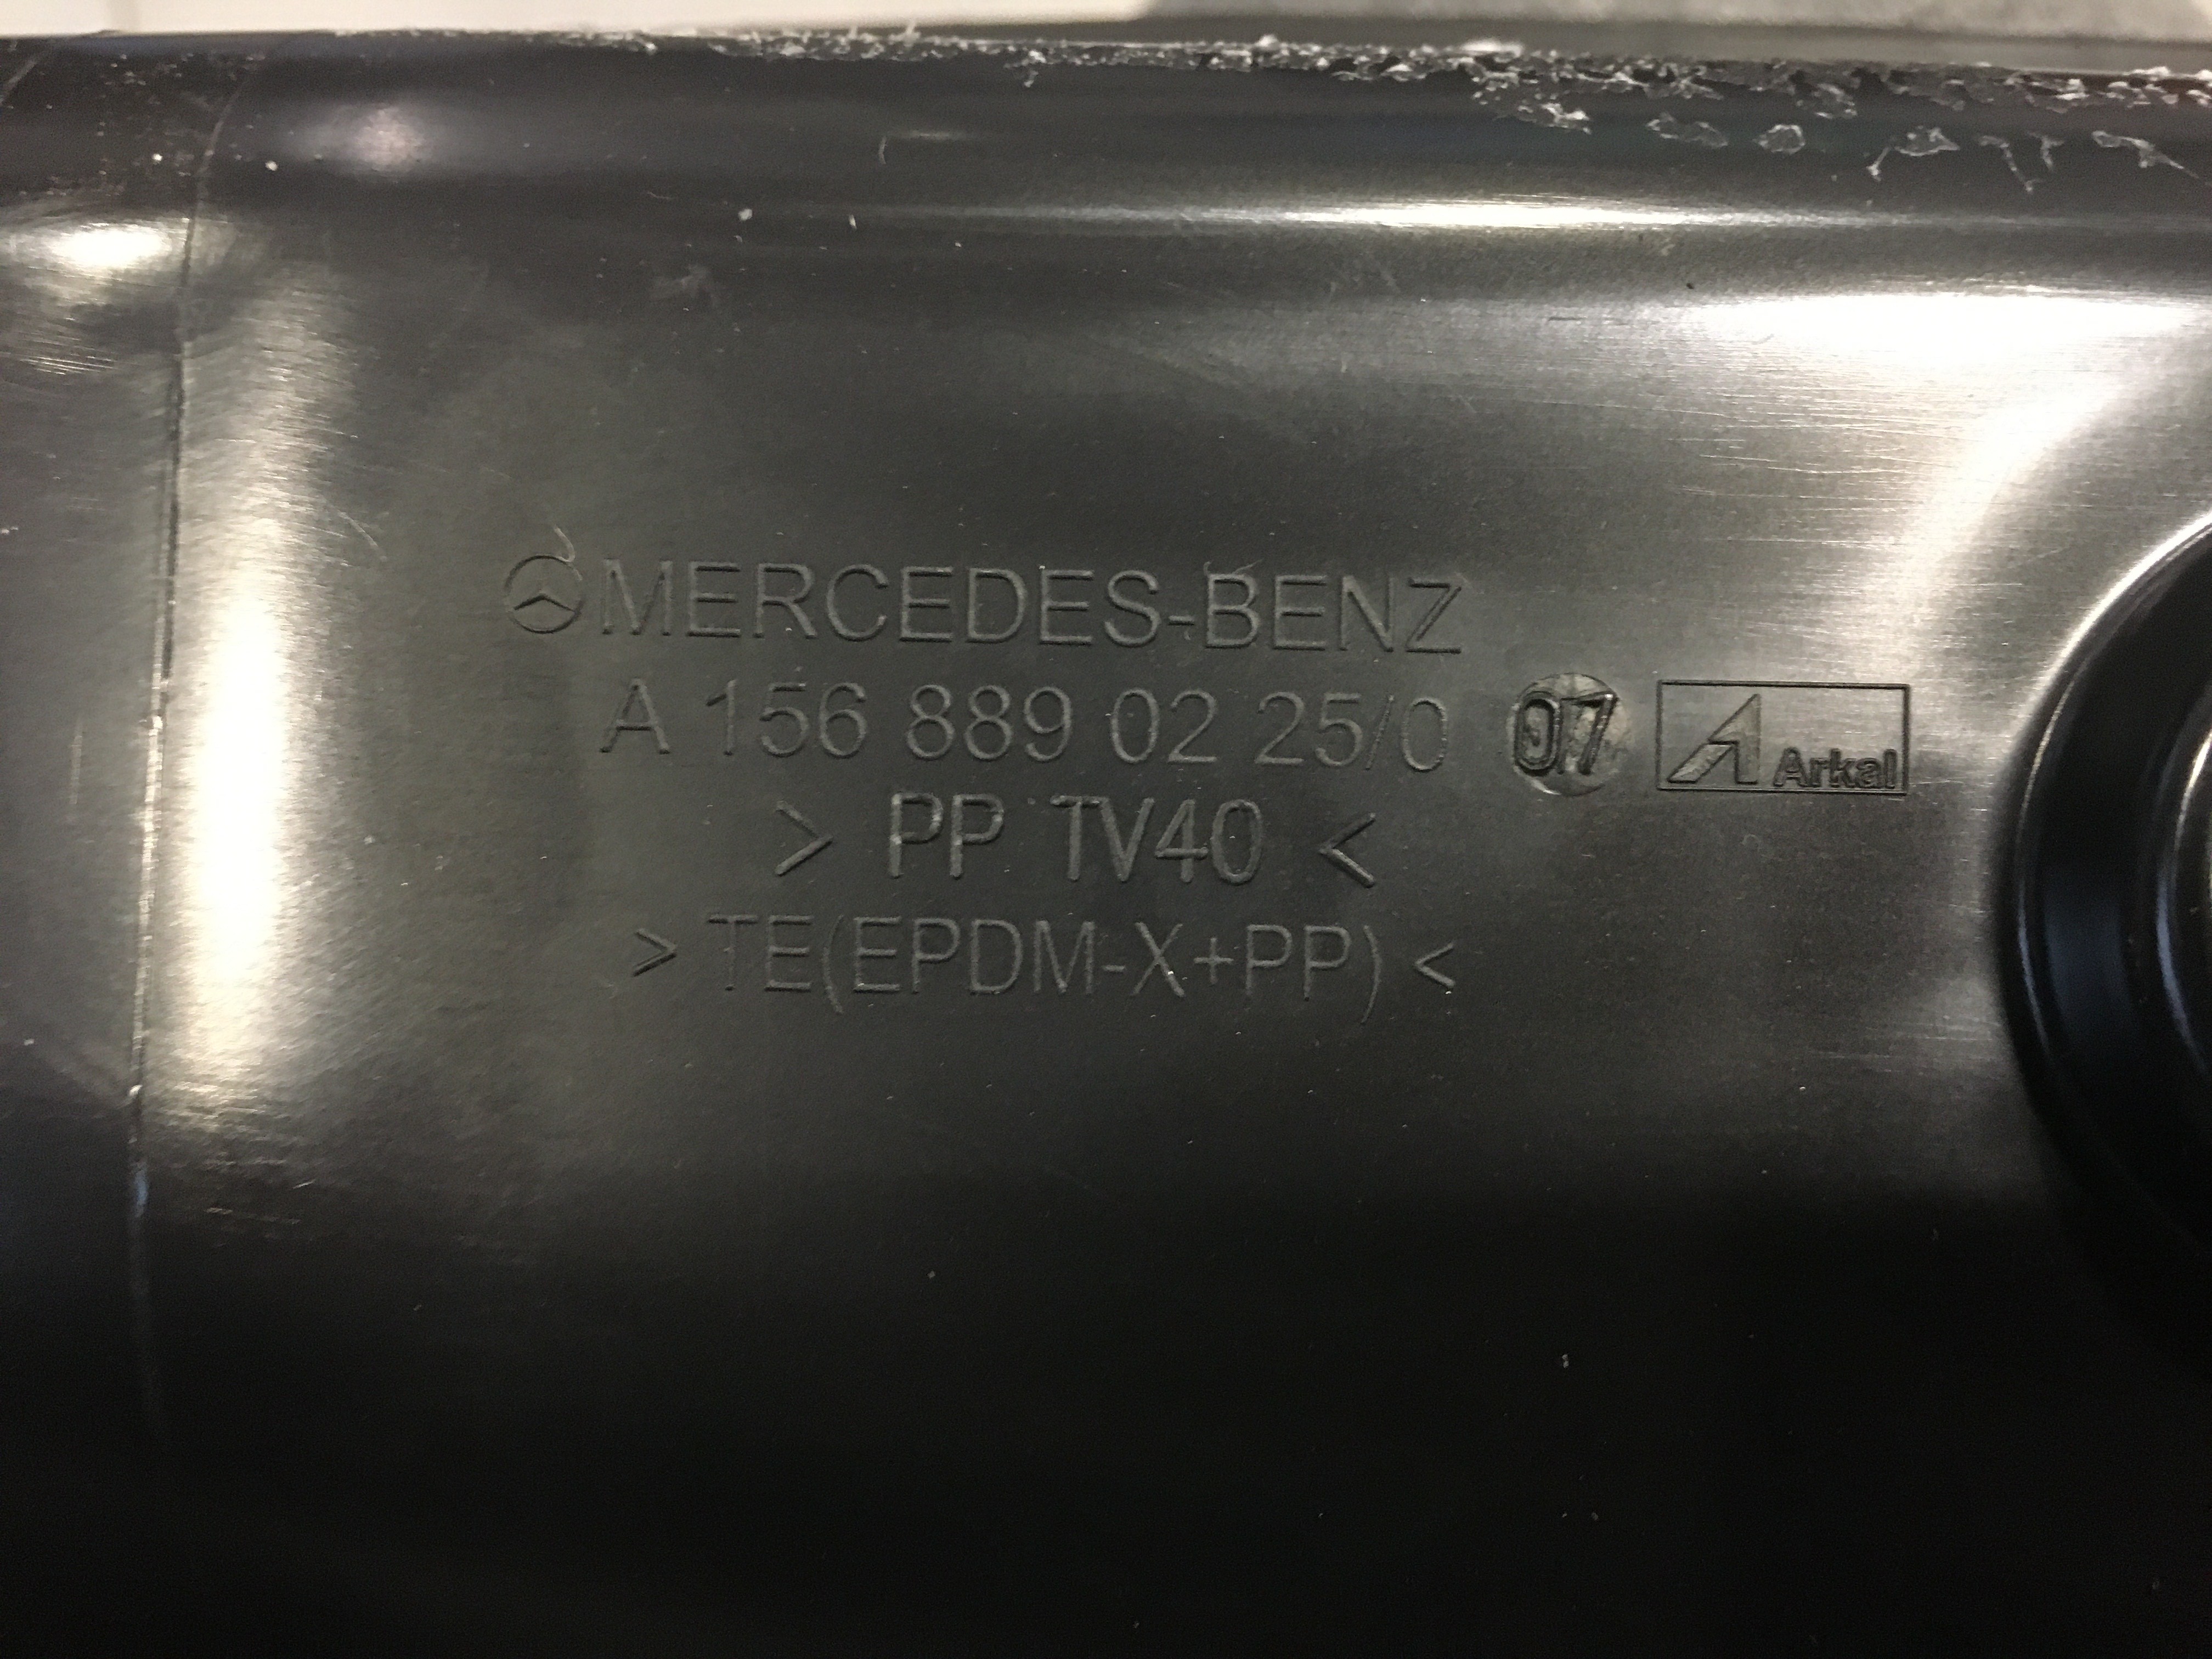 MERCEDES-BENZ
A 156 889 02 25/0 07 Arkal
> PP TV40 <
> TE(EPDM-X+PP) <